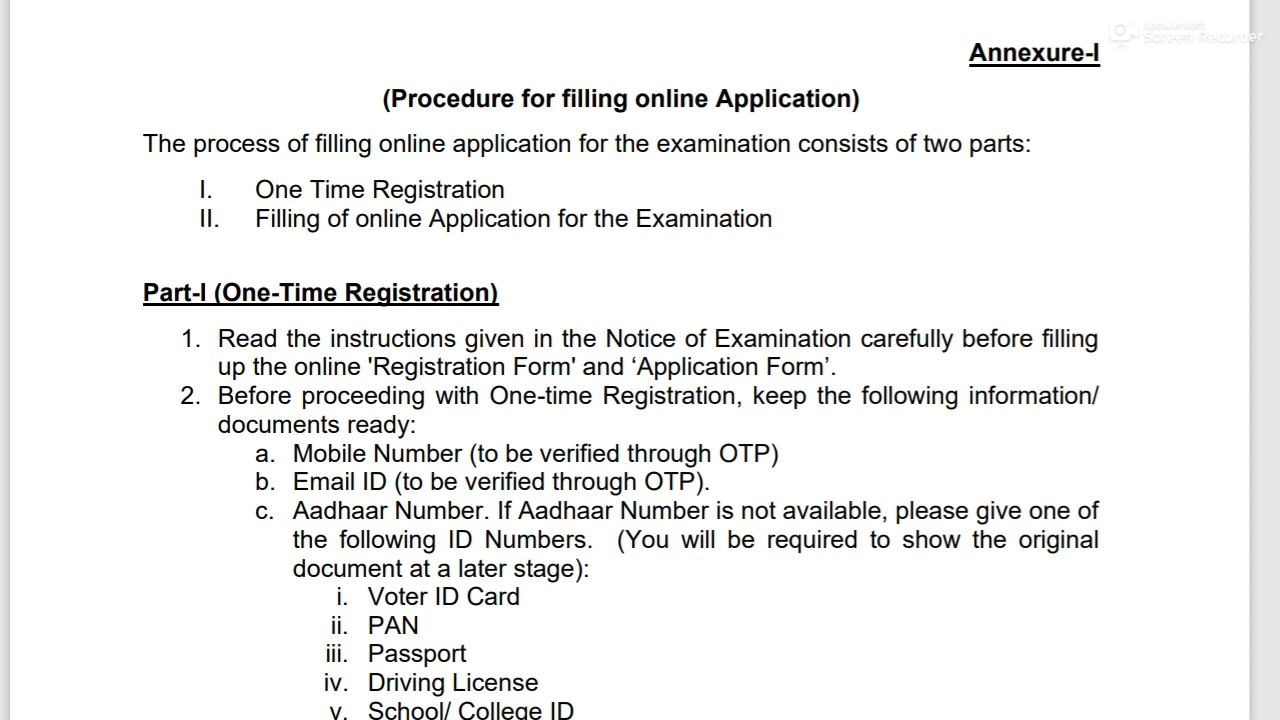 Apowersoft
Screen Recorder
Annexure-I
(Procedure for filling online Application)
The process of filling online application for the examination consists of two parts:
I. One Time Registration
II. Filling of online Application for the Examination
Part-I (One-Time Registration)
1. Read the instructions given in the Notice of Examination carefully before filling
up the online 'Registration Form' and ‘Application Form’.
2. Before proceeding with One-time Registration, keep the following information/
documents ready:
a. Mobile Number (to be verified through OTP)
b. Email ID (to be verified through OTP).
c. Aadhaar Number. If Aadhaar Number is not available, please give one of
the following ID Numbers. (You will be required to show the original
document at a later stage):
i. Voter ID Card
ii. PAN
iii. Passport
iv. Driving License
v. School/ College ID